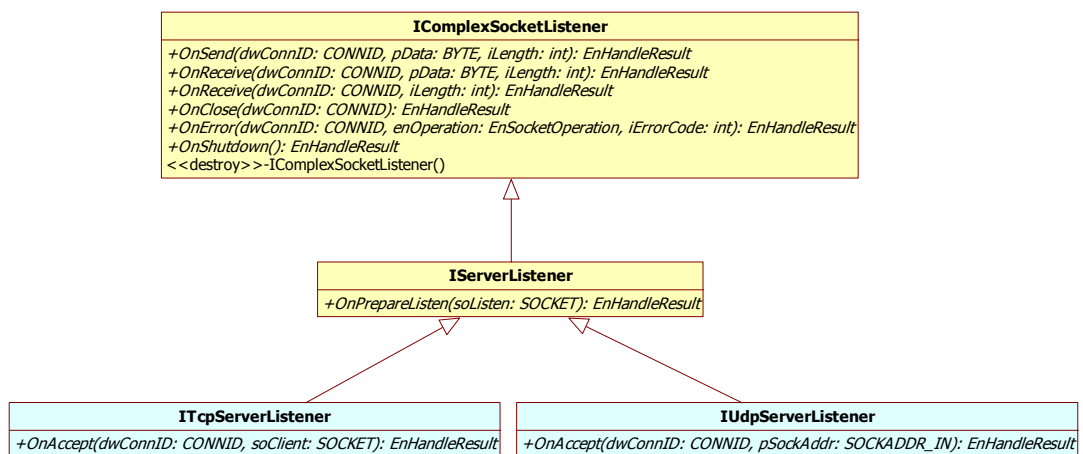 IComplexSocketListener
+OnSend(dwConnID: CONNID, pData: BYTE, iLength: int): EnHandleResult
+OnReceive(dwConnID: CONNID, pData: BYTE, iLength: int): EnHandleResult
+OnReceive(dwConnID: CONNID, iLength: int): EnHandleResult
+OnClose(dwConnID: CONNID): EnHandleResult
+OnError(dwConnID: CONNID, enOperation: EnSocketOperation, iErrorCode: int): EnHandleResult
+OnShutdown(): EnHandleResult
<<destroy>>-IComplexSocketListener()
IServerListener
+OnPrepareListen(soListen: SOCKET): EnHandleResult
ITcpServerListener
+OnAccept(dwConnID: CONNID, soClient: SOCKET): EnHandleResult
IUdpServerListener
+OnAccept(dwConnID: CONNID, pSockAddr: SOCKADDR_IN): EnHandleResult